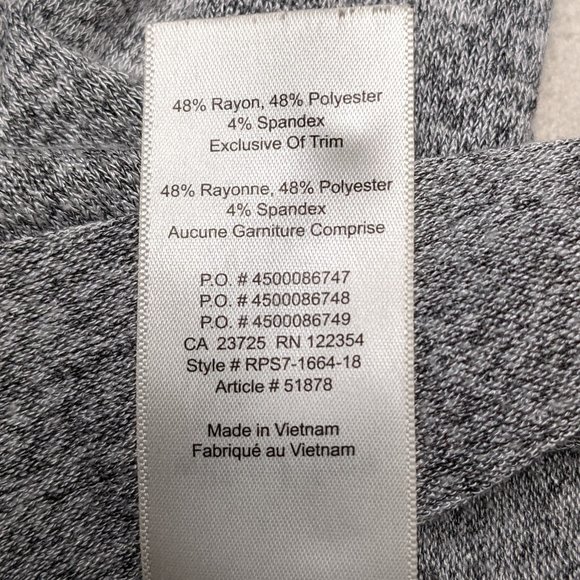 48% Rayon, 48% Polyester
4% Spandex
Exclusive Of Trim
48% Rayonne, 48% Polyester
4% Spandex
Aucune Garniture Comprise
P.O. # 4500086747
P.O. # 4500086748
P.O. # 4500086749
CA 23725 RN 122354
Style # RPS7-1664-18
Article # 51878
Made in Vietnam
Fabriqué au Vietnam